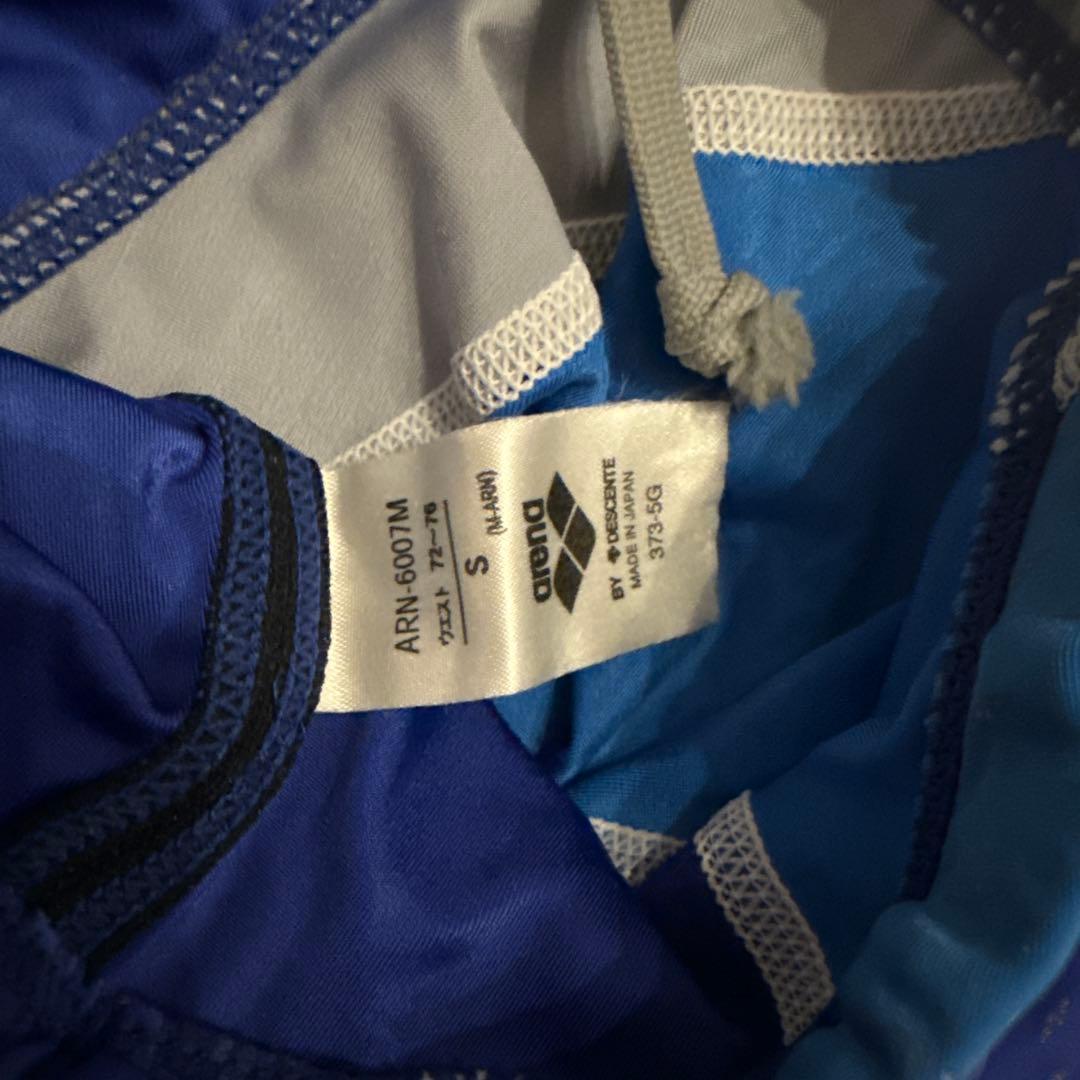 ARN-6007M
ウエスト 72〜76
S
(M-ARN)
arena
BY DESCENTE
MADE IN JAPAN
373-5G